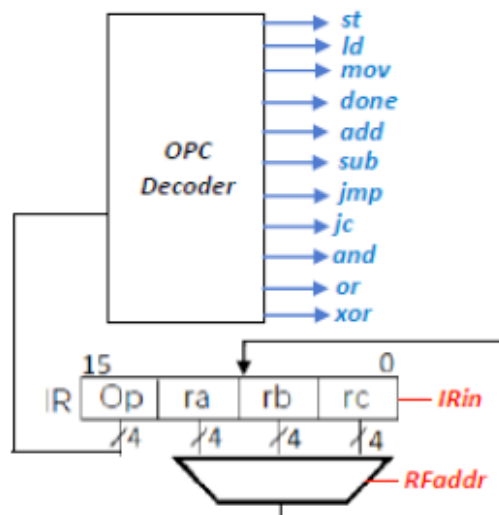 st
ld
mov
done
add
sub
jmp
jc
and
or
xor
OPC
Decoder
15 0
IR Op ra rb rc IRin
4 4 4 4
RFaddr